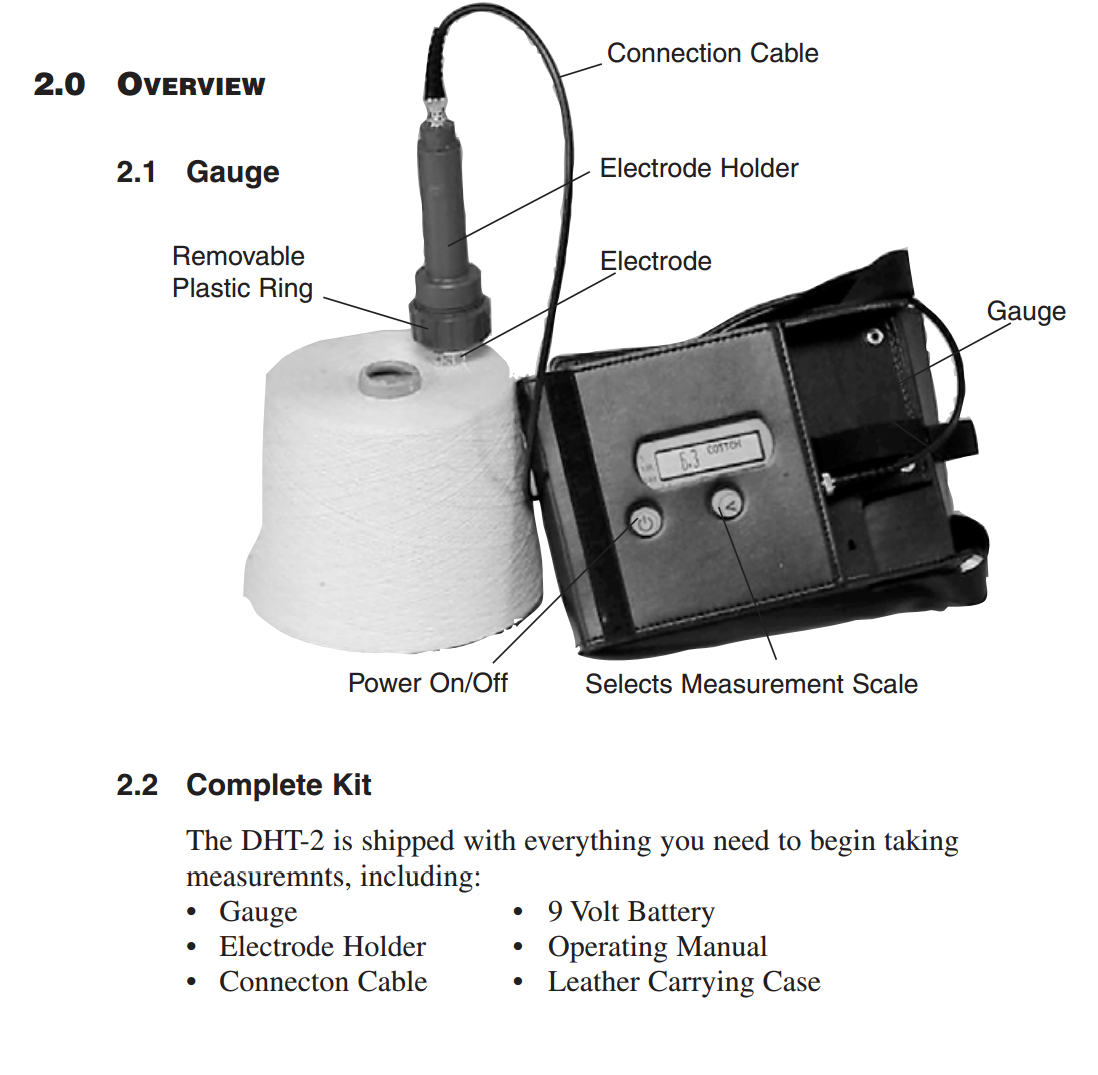 2.0 OVERVIEW
Connection Cable
2.1 Gauge
Electrode Holder
Removable
Plastic Ring
Electrode
Gauge
6.3 COTTON
Power On/Off
Selects Measurement Scale
2.2 Complete Kit
The DHT-2 is shipped with everything you need to begin taking
measuremnts, including:
• Gauge
• 9 Volt Battery
• Electrode Holder
• Operating Manual
• Connecton Cable
• Leather Carrying Case